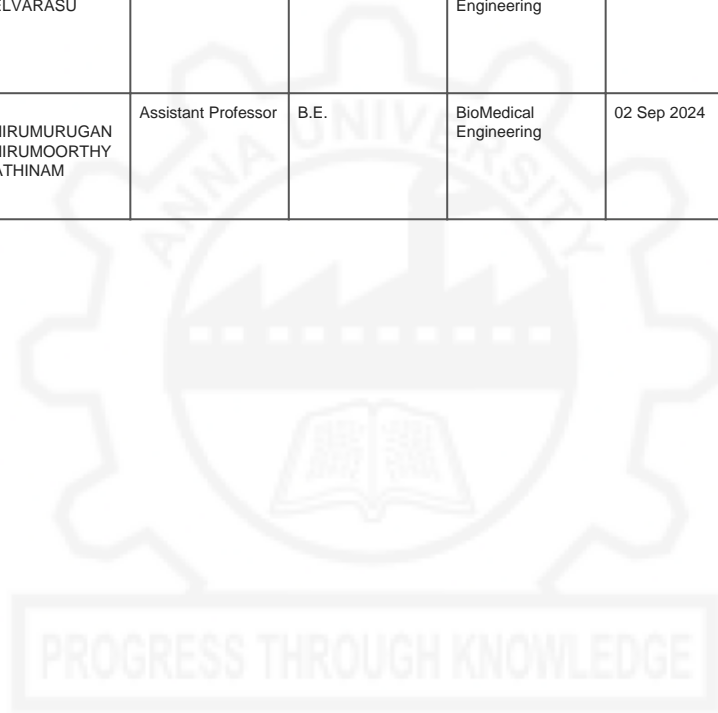 ELVARASU
Engineering
HIRUMURUGAN
HIRUMOORTHY
ATHINAM
Assistant Professor
B.E.
BioMedical
Engineering
02 Sep 2024
ANNA UNIVERSITY
PROGRESS THROUGH KNOWLEDGE